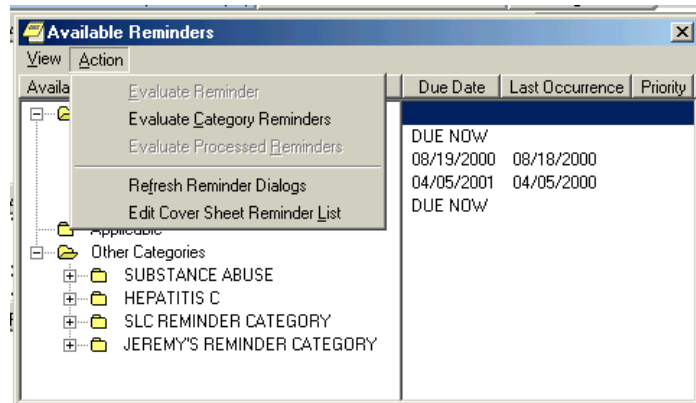 Available Reminders
View Action
Availa Due Date Last Occurrence Priority
Evaluate Reminder
Evaluate Category Reminders
DUE NOW
Evaluate Processed Reminders
08/19/2000 08/18/2000
Refresh Reminder Dialogs
04/05/2001 04/05/2000
Edit Cover Sheet Reminder List
DUE NOW
Applicable
Other Categories
SUBSTANCE ABUSE
HEPATITIS C
SLC REMINDER CATEGORY
JEREMY'S REMINDER CATEGORY